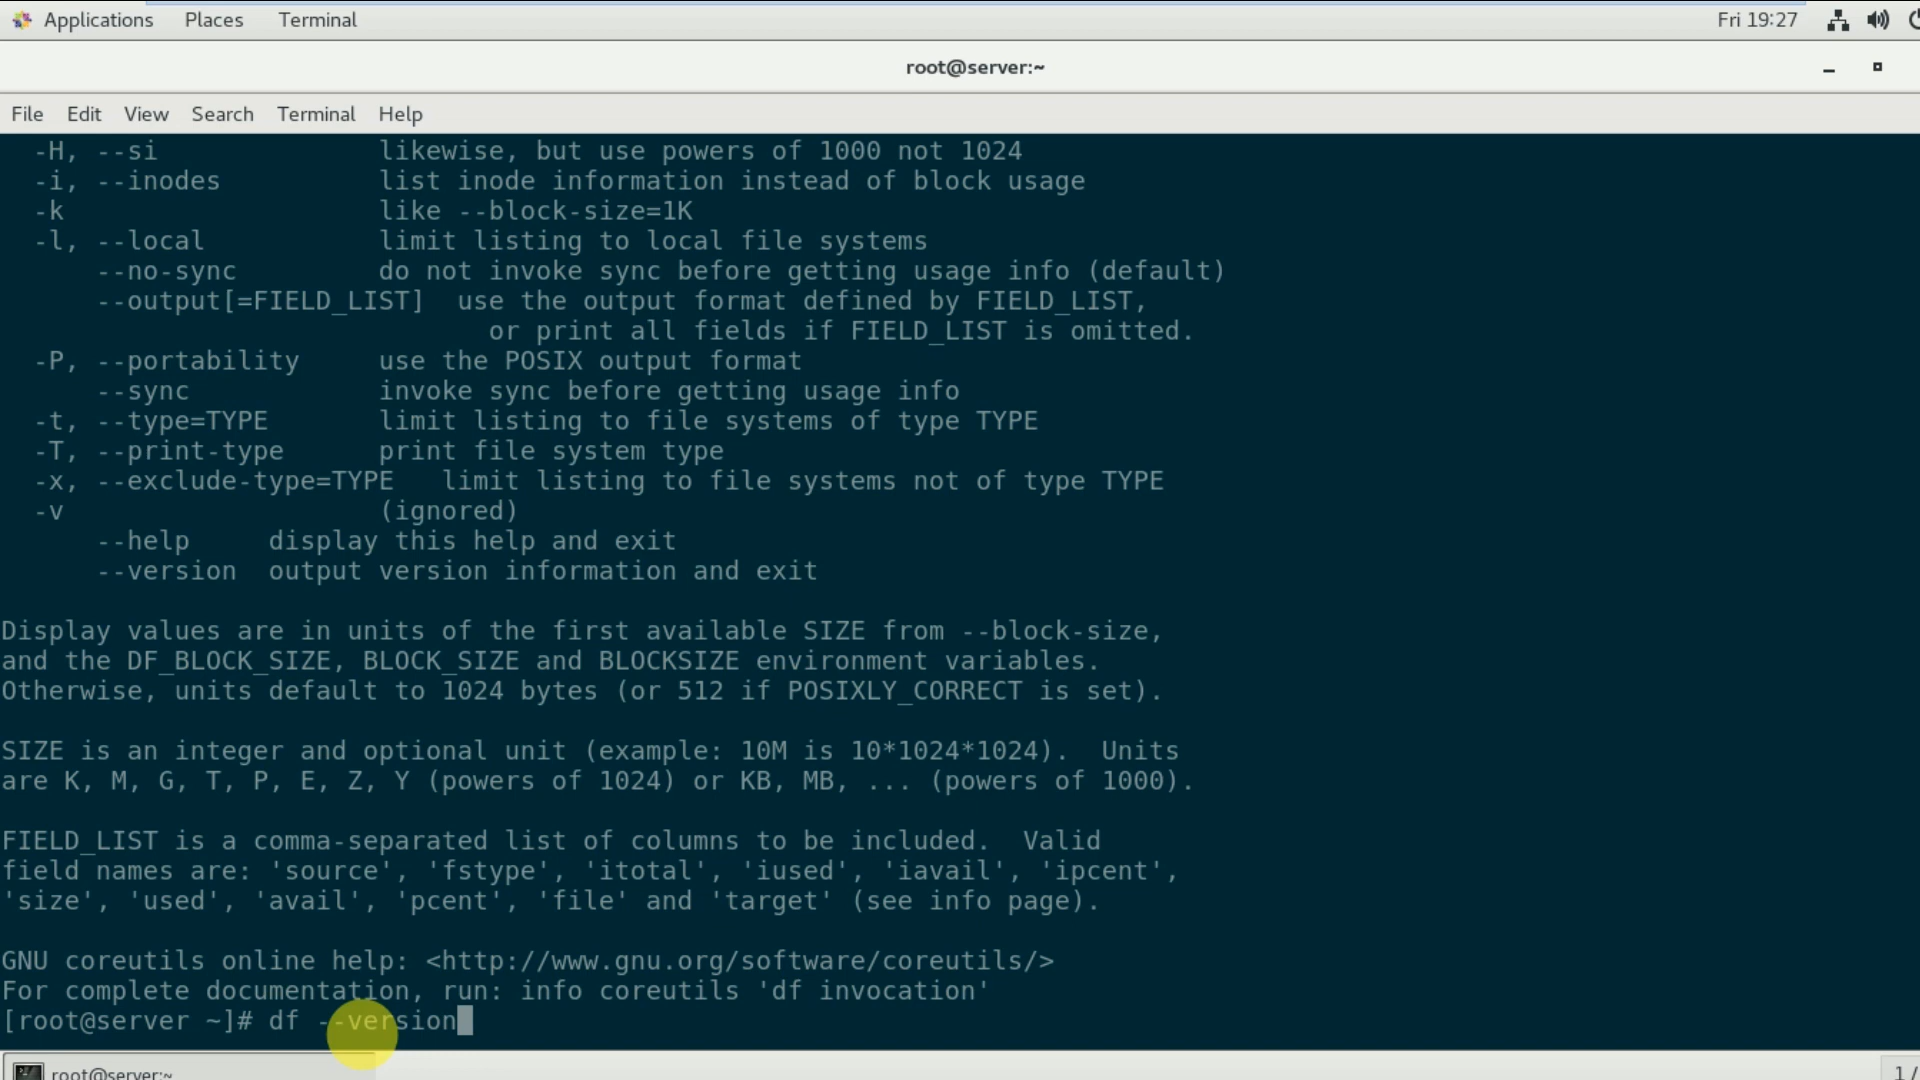 Applications Places Terminal Fri 19:27
root@server:~
File Edit View Search Terminal Help
-H, --si likewise, but use powers of 1000 not 1024
-i, --inodes list inode information instead of block usage
-k like --block-size=1K
-l, --local limit listing to local file systems
--no-sync do not invoke sync before getting usage info (default)
--output[=FIELD_LIST] use the output format defined by FIELD_LIST,
or print all fields if FIELD_LIST is omitted.
-P, --portability use the POSIX output format
--sync invoke sync before getting usage info
-t, --type=TYPE limit listing to file systems of type TYPE
-T, --print-type print file system type
-x, --exclude-type=TYPE limit listing to file systems not of type TYPE
-v (ignored)
--help display this help and exit
--version output version information and exit
Display values are in units of the first available SIZE from --block-size,
and the DF_BLOCK_SIZE, BLOCK_SIZE and BLOCKSIZE environment variables.
Otherwise, units default to 1024 bytes (or 512 if POSIXLY_CORRECT is set).
SIZE is an integer and optional unit (example: 10M is 10*1024*1024). Units
are K, M, G, T, P, E, Z, Y (powers of 1024) or KB, MB, ... (powers of 1000).
FIELD_LIST is a comma-separated list of columns to be included. Valid
field names are: 'source', 'fstype', 'itotal', 'iused', 'iavail', 'ipcent',
'size', 'used', 'avail', 'pcent', 'file' and 'target' (see info page).
GNU coreutils online help: <http://www.gnu.org/software/coreutils/>
For complete documentation, run: info coreutils 'df invocation'
[root@server ~]# df --version
root@server:~ 1 /